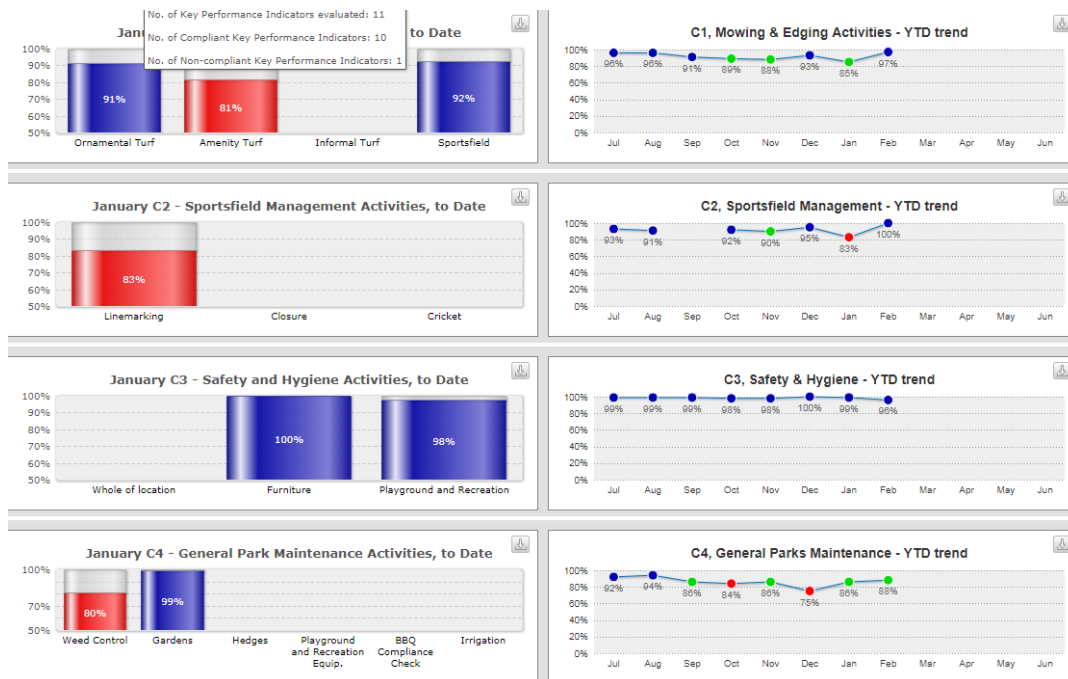 No. of Key Performance Indicators evaluated: 11
No. of Compliant Key Performance Indicators: 10
No. of Non-compliant Key Performance Indicators: 1
to Date
100%
90%
80%
70%
60%
50%
91%
81%
92%
Ornamental Turf
Amenity Turf
Informal Turf
Sportsfield
C1, Mowing & Edging Activities - YTD trend
100%
80%
60%
40%
20%
0%
96%
96%
91%
89%
88%
93%
85%
97%
Jul
Aug
Sep
Oct
Nov
Dec
Jan
Feb
Mar
Apr
May
Jun
January C2 - Sportsfield Management Activities, to Date
100%
90%
80%
70%
60%
50%
83%
Linemarking
Closure
Cricket
C2, Sportsfield Management - YTD trend
100%
80%
60%
40%
20%
0%
93%
91%
92%
90%
95%
83%
100%
Jul
Aug
Sep
Oct
Nov
Dec
Jan
Feb
Mar
Apr
May
Jun
January C3 - Safety and Hygiene Activities, to Date
100%
90%
80%
70%
60%
50%
100%
98%
Whole of location
Furniture
Playground and Recreation
C3, Safety & Hygiene - YTD trend
100%
80%
60%
40%
20%
0%
99%
99%
99%
98%
98%
100%
99%
96%
Jul
Aug
Sep
Oct
Nov
Dec
Jan
Feb
Mar
Apr
May
Jun
January C4 - General Park Maintenance Activities, to Date
100%
70%
50%
80%
99%
Weed Control
Gardens
Hedges
Playground
and Recreation
Equip.
BBQ
Compliance
Check
Irrigation
C4, General Parks Maintenance - YTD trend
100%
80%
60%
40%
20%
0%
92%
94%
86%
84%
86%
75%
86%
88%
Jul
Aug
Sep
Oct
Nov
Dec
Jan
Feb
Mar
Apr
May
Jun